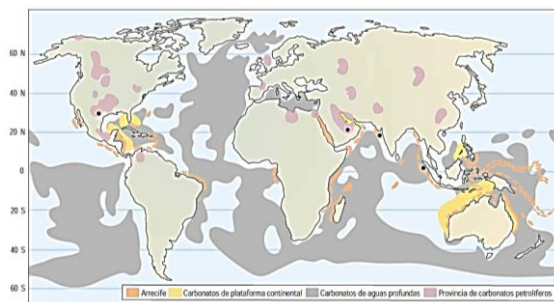 60 N
40 N
20 N
0
20 S
40 S
60 S
Arrecife Carbonatos de plataforma continental Carbonatos de aguas profundas Provincia de carbonatos petrolíferos